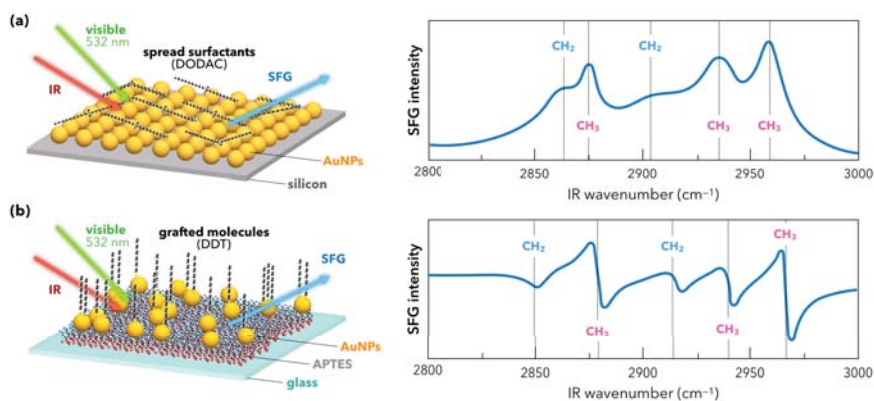 (a)
visible
532 nm
IR
spread surfactants
(DODAC)
SFG
AuNPs
silicon
SFG intensity
CH₂
CH₂
CH₃
CH₃
CH₃
2800
2850
2900
2950
3000
IR wavenumber (cm⁻¹)
(b)
visible
532 nm
IR
grafted molecules
(DDT)
SFG
AuNPs
APTES
glass
SFG intensity
CH₂
CH₂
CH₃
CH₃
CH₃
2800
2850
2900
2950
3000
IR wavenumber (cm⁻¹)